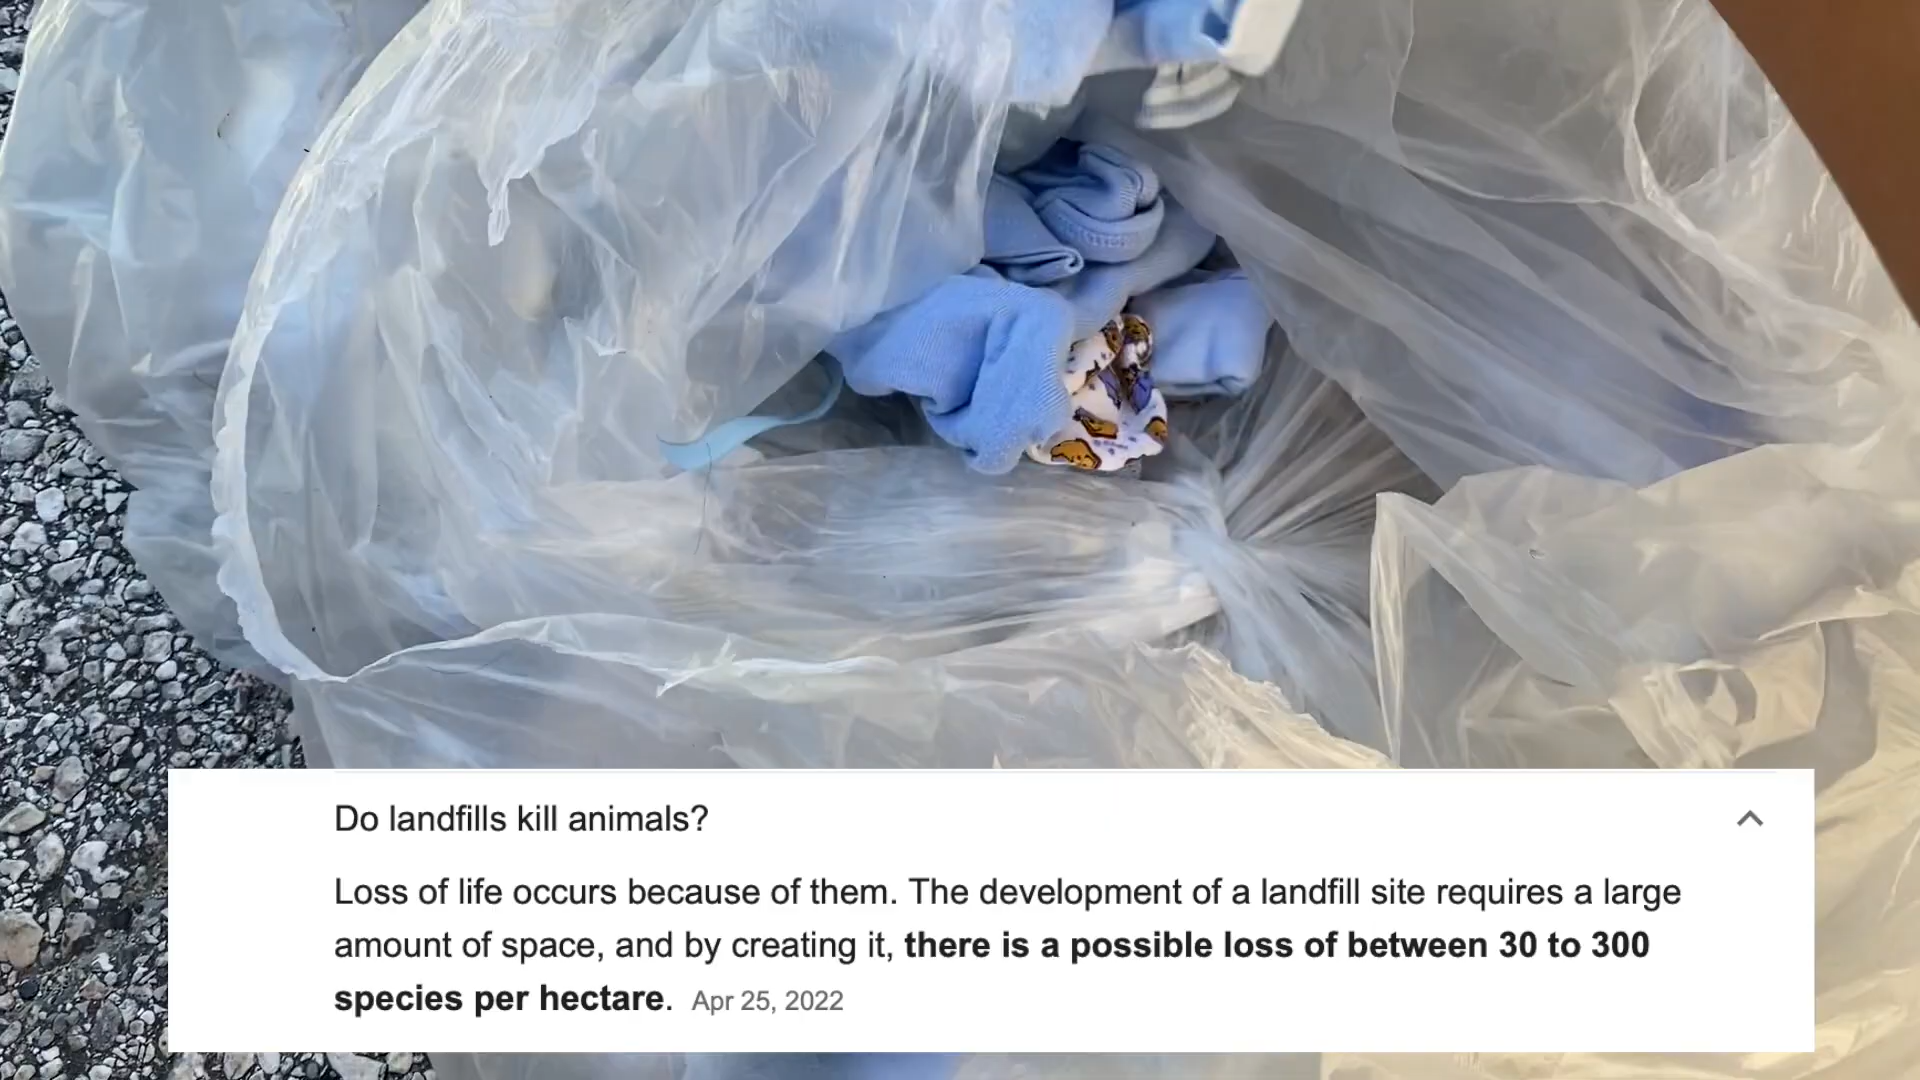 Do landfills kill animals?
Loss of life occurs because of them. The development of a landfill site requires a large
amount of space, and by creating it, there is a possible loss of between 30 to 300
species per hectare. Apr 25, 2022